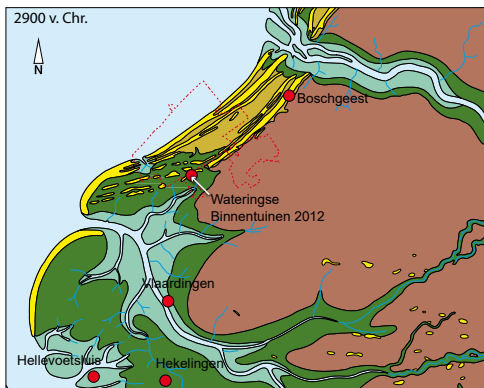 2900 v. Chr.
N
Boschgeest
Wateringse
Binnentuinen 2012
Vlaardingen
Hellevoetsluis
Hekelingen